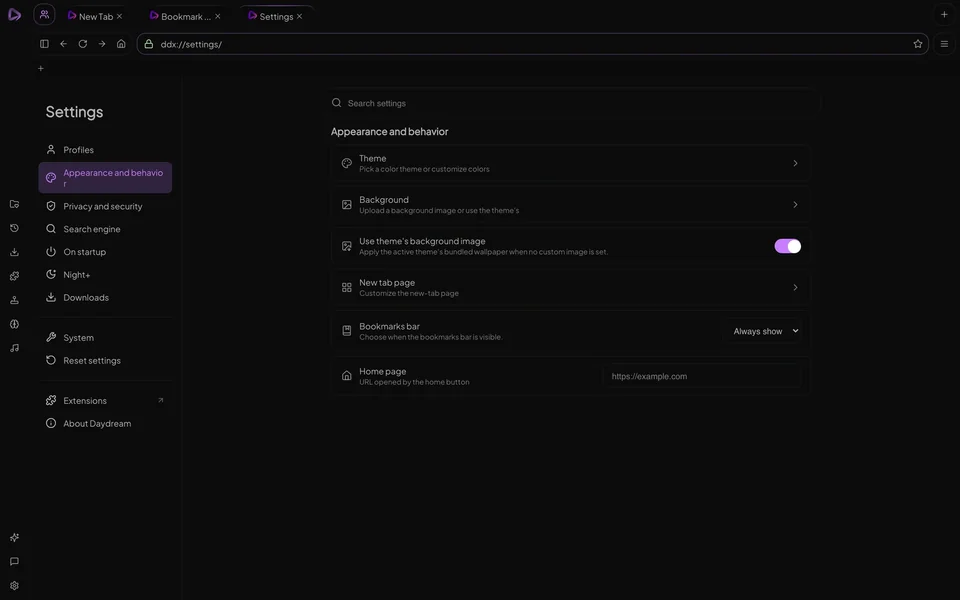 New Tab
Bookmark ...
Settings
ddx://settings/
Settings
Search settings
Appearance and behavior
Profiles
Appearance and behavio
r
Privacy and security
Search engine
On startup
Night+
Downloads
System
Reset settings
Extensions
About Daydream
Theme
Pick a color theme or customize colors
Background
Upload a background image or use the theme's
Use theme's background image
Apply the active theme's bundled wallpaper when no custom image is set.
New tab page
Customize the new-tab page
Bookmarks bar
Choose when the bookmarks bar is visible.
Always show
Home page
URL opened by the home button
https://example.com